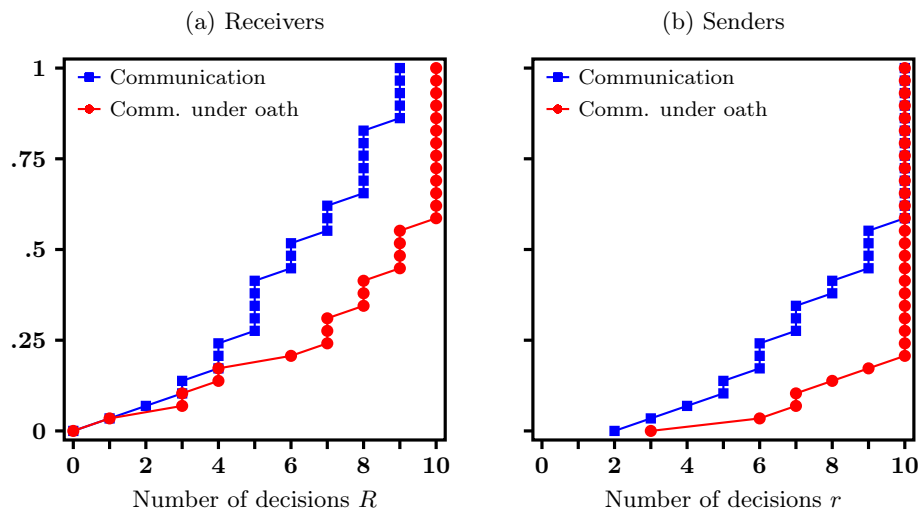 (a) Receivers
(b) Senders
1
.75
.5
.25
0
Communication
Comm. under oath
Communication
Comm. under oath
0 2 4 6 8 10
0 2 4 6 8 10
Number of decisions R
Number of decisions r